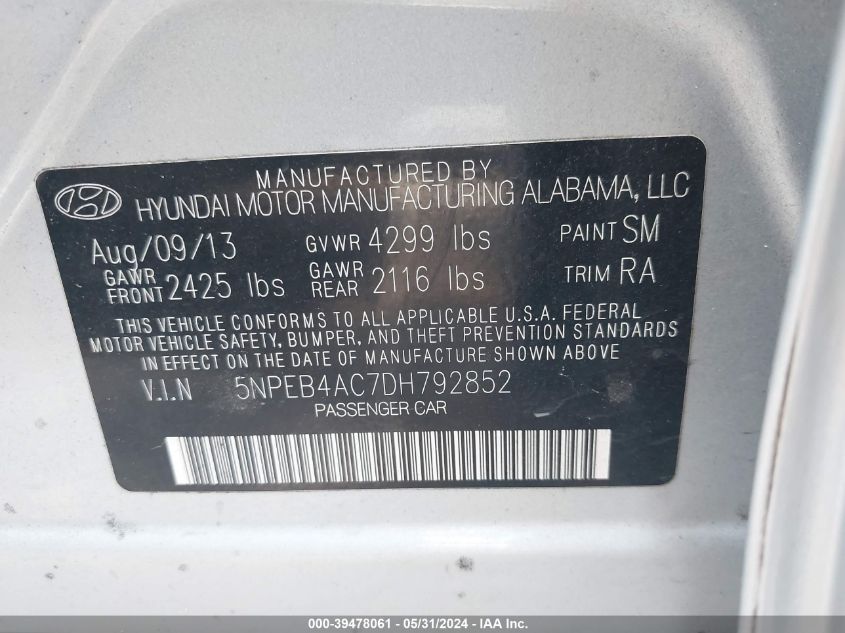 MANUFACTURED BY
HYUNDAI MOTOR MANUFACTURING ALABAMA, LLC
Aug/09/13 GVWR 4299 lbs PAINT SM
GAWR FRONT 2425 lbs GAWR REAR 2116 lbs TRIM RA
THIS VEHICLE CONFORMS TO ALL APPLICABLE U.S.A. FEDERAL
MOTOR VEHICLE SAFETY, BUMPER, AND THEFT PREVENTION STANDARDS
IN EFFECT ON THE DATE OF MANUFACTURE SHOWN ABOVE
V.I.N 5NPEB4AC7DH792852
PASSENGER CAR
000-39478061 - 05/31/2024 - IMAGE © IAA, INC.